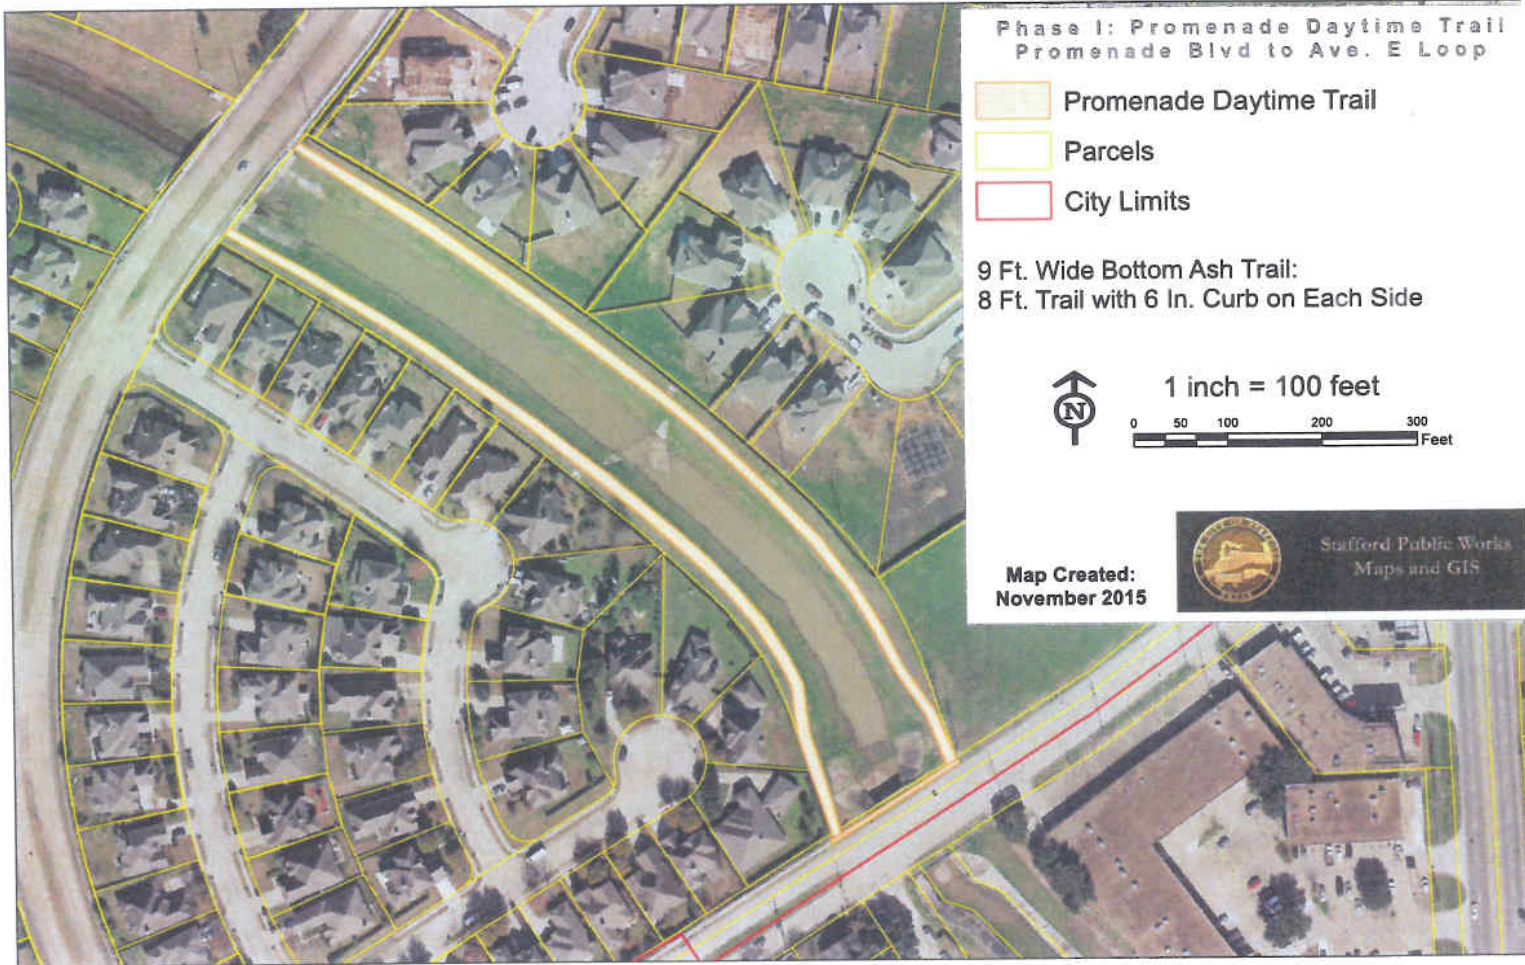 Phase I: Promenade Daytime Trail
Promenade Blvd to Ave. E Loop
Promenade Daytime Trail
Parcels
City Limits
9 Ft. Wide Bottom Ash Trail:
8 Ft. Trail with 6 In. Curb on Each Side
N
1 inch = 100 feet
0 50 100 200 300
Feet
Map Created:
November 2015
Stafford Public Works
Maps and GIS